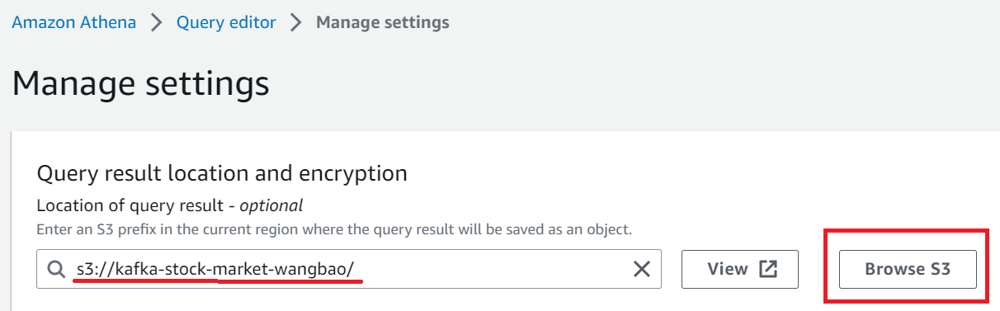 Amazon Athena > Query editor > Manage settings
Manage settings
Query result location and encryption
Location of query result - optional
Enter an S3 prefix in the current region where the query result will be saved as an object.
s3://kafka-stock-market-wangbao/ View Browse S3